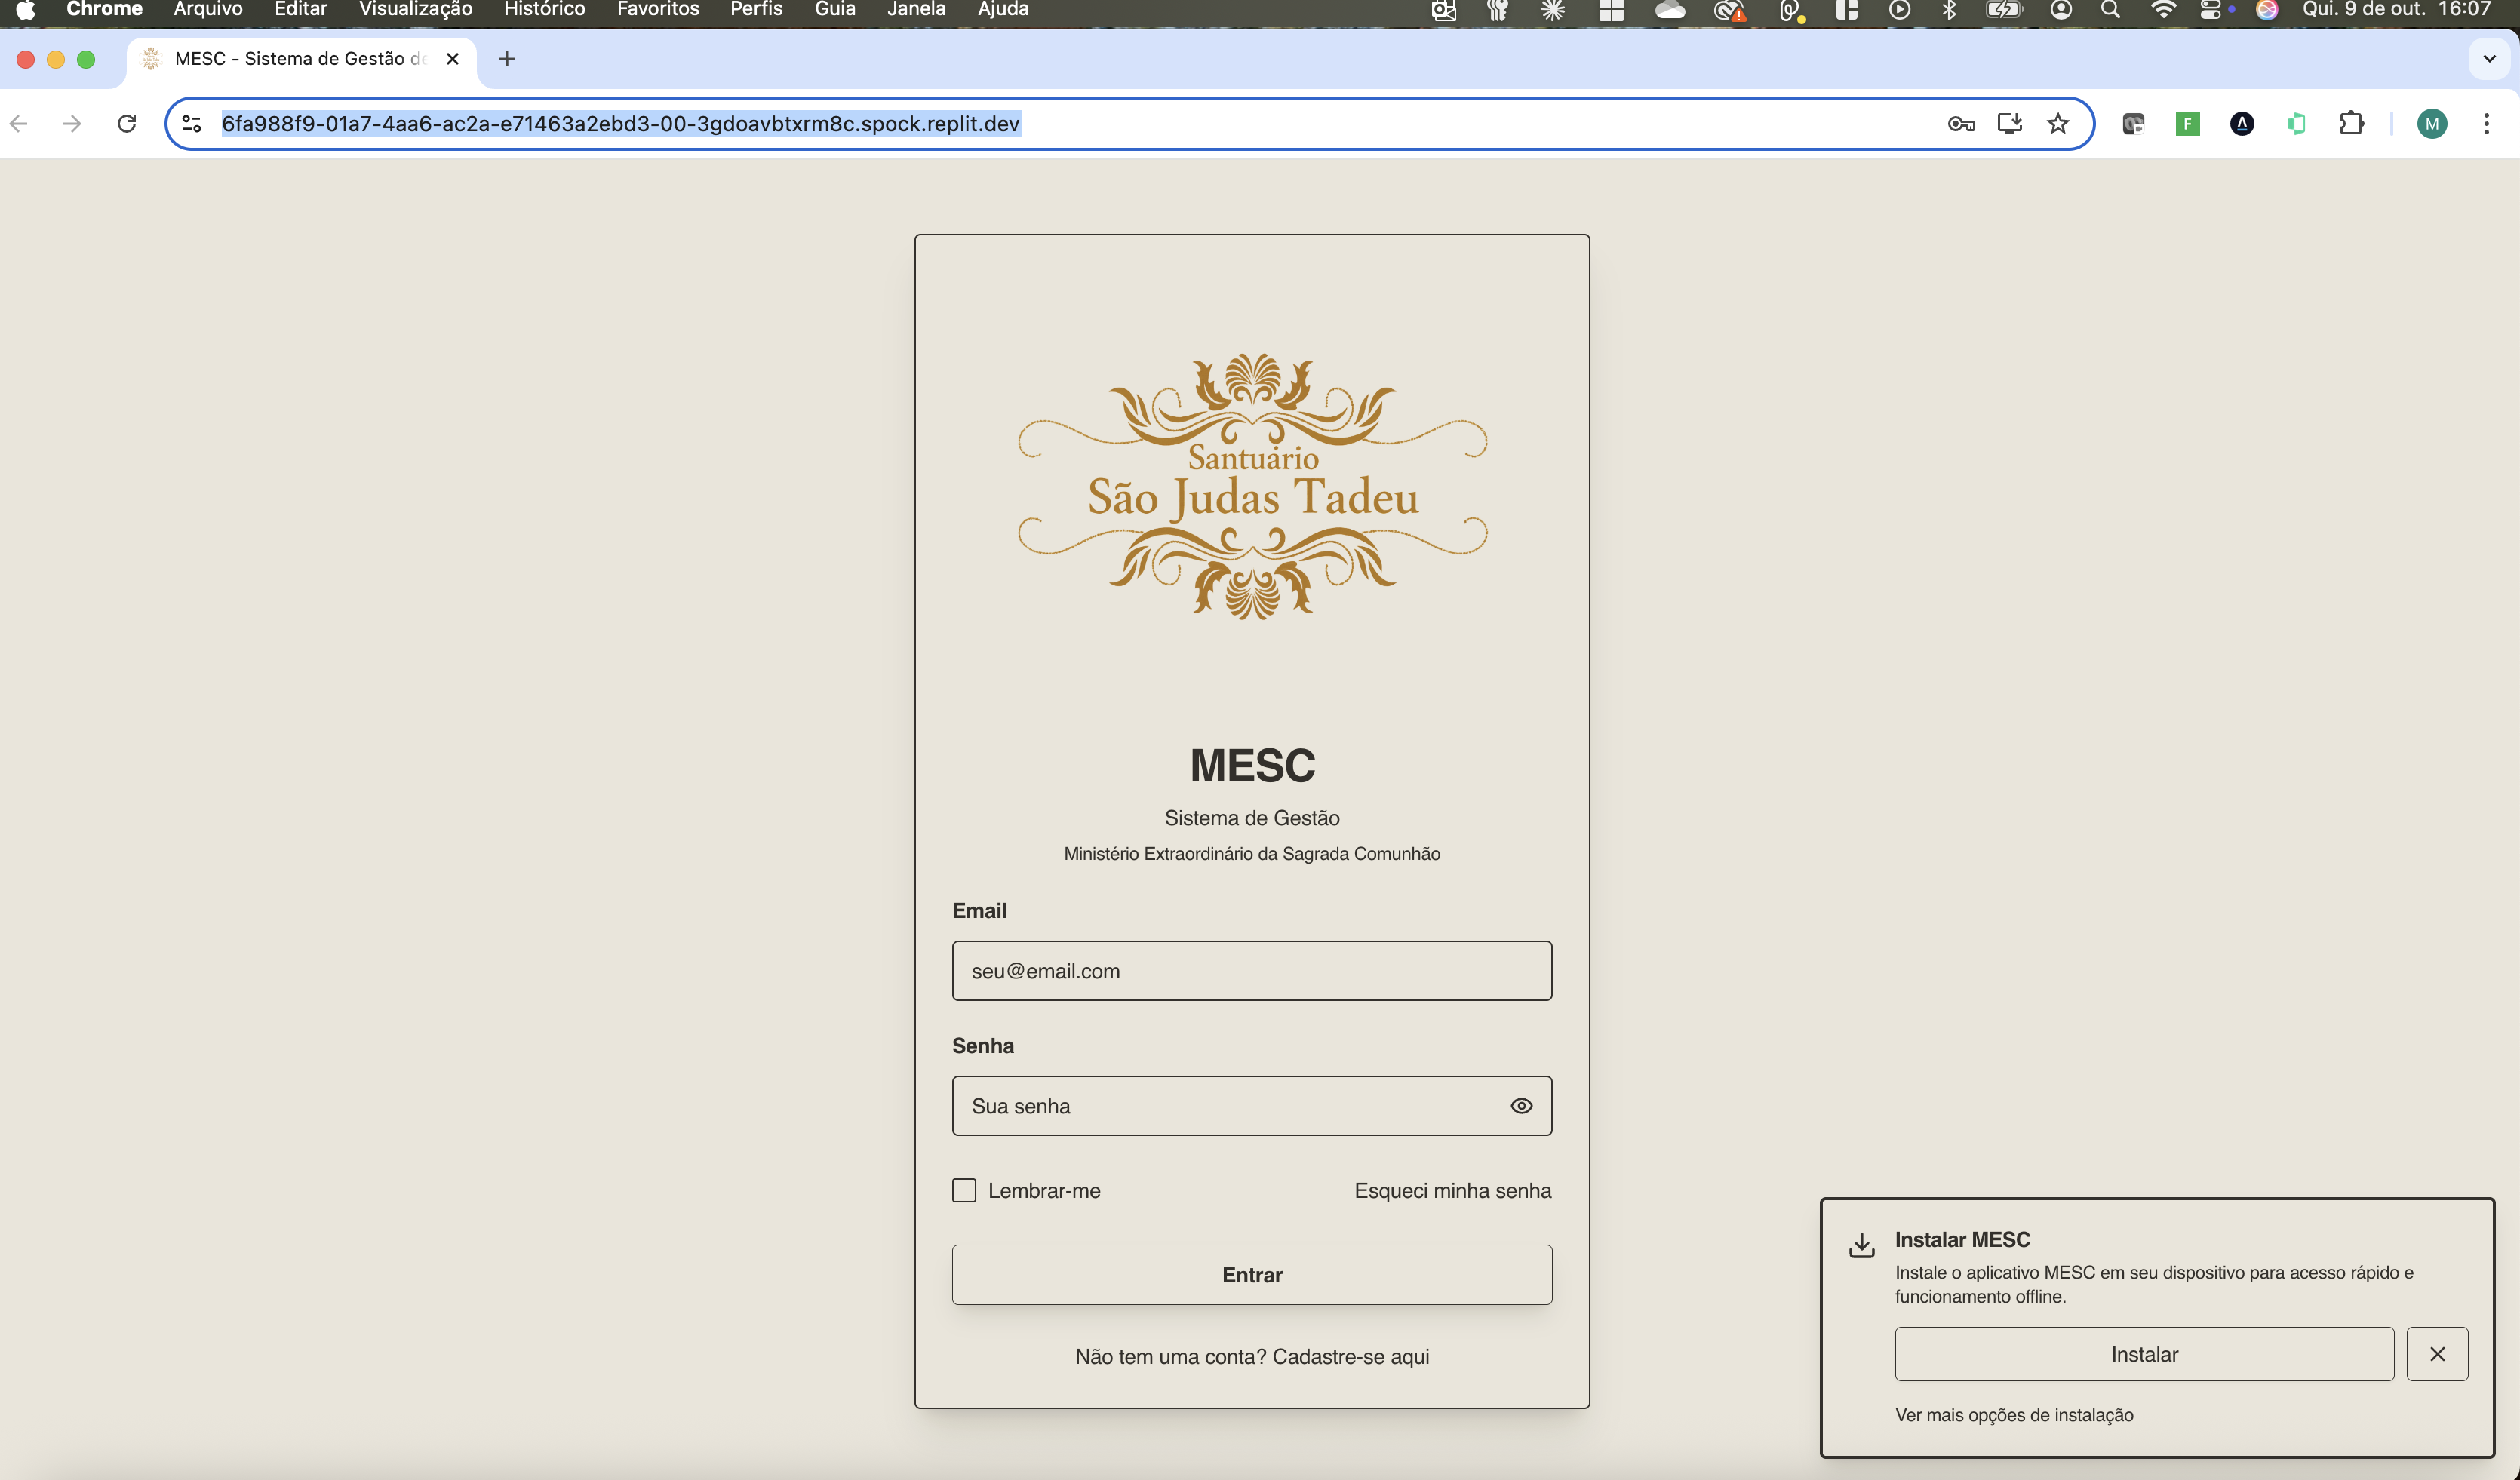 Chrome Arquivo Editar Visualização Histórico Favoritos Perfis Guia Janela Ajuda Qui. 9 de out. 16:07
MESC - Sistema de Gestão de
6fa988f9-01a7-4aa6-ac2a-e71463a2ebd3-00-3gdoavbtxrm8c.spock.replit.dev
F
M
Santuário
São Judas Tadeu
MESC
Sistema de Gestão
Ministério Extraordinário da Sagrada Comunhão
Email
seu@email.com
Senha
Sua senha
Lembrar-me Esqueci minha senha
Entrar
Não tem uma conta? Cadastre-se aqui
Instalar MESC
Instale o aplicativo MESC em seu dispositivo para acesso rápido e
funcionamento offline.
Instalar
Ver mais opções de instalação